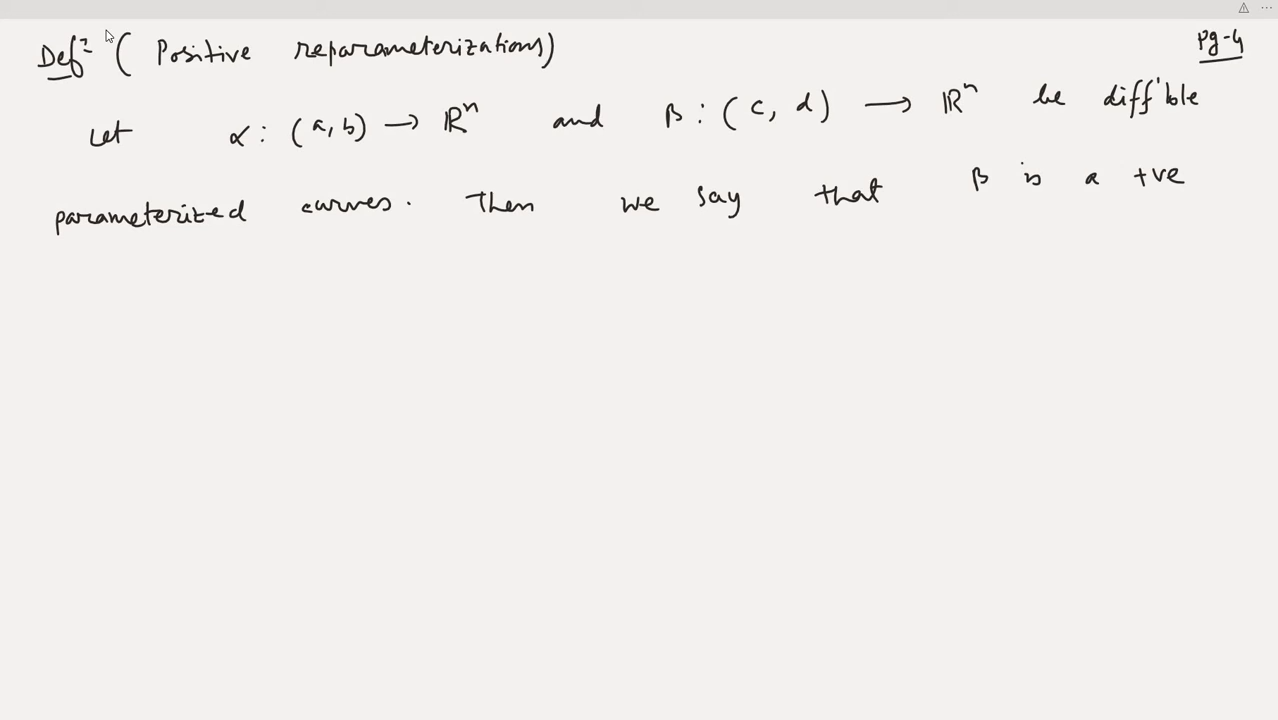 Defⁿ ( Positive reparameterizations)
Pg-4
Let α : (a, b) → ℝⁿ and β : (c, d) → ℝⁿ be diff'ble
parameterized curves. Then we say that β is a +ve